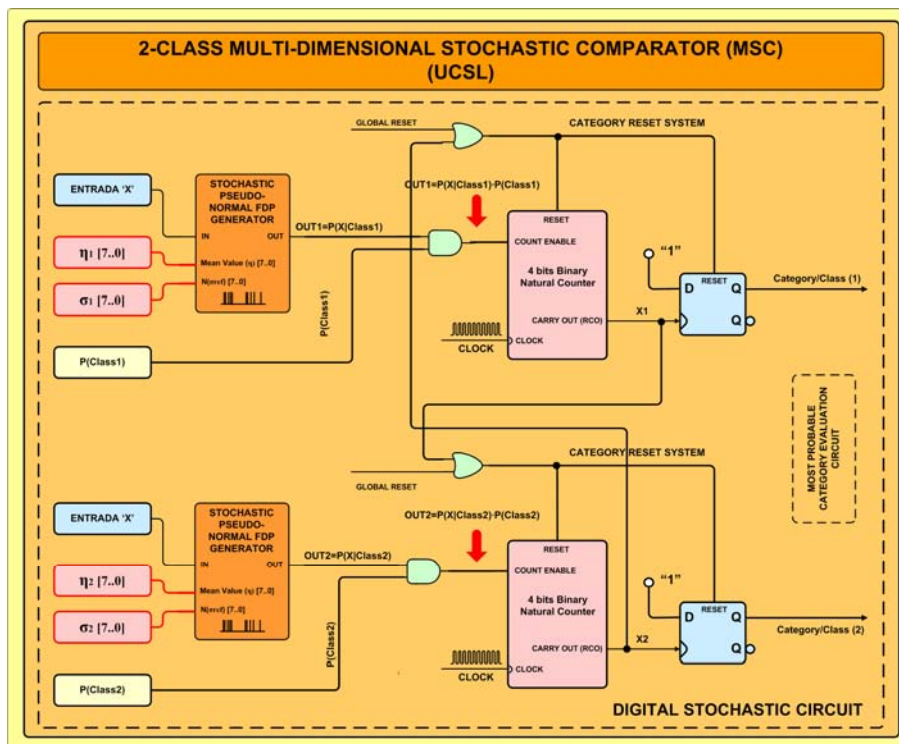 2-CLASS MULTI-DIMENSIONAL STOCHASTIC COMPARATOR (MSC)
(UCSL)
GLOBAL RESET
CATEGORY RESET SYSTEM
ENTRADA 'X'
STOCHASTIC
PSEUDO-
NORMAL FDP
GENERATOR
IN
OUT
Mean Value (η) [7..0]
OUT1=P(X|Class1)
OUT1=P(X|Class1)·P(Class1)
η1 [7..0]
σ1 [7..0]
P(Class1)
P(Class1)
RESET
COUNT ENABLE
4 bits Binary
Natural Counter
CARRY OUT (RCO)
CLOCK
CLOCK
X1
"1"
RESET
D
Q
Q
Category/Class (1)
MOST PROBABLE
CATEGORY EVALUATION
CIRCUIT
CATEGORY RESET SYSTEM
GLOBAL RESET
ENTRADA 'X'
STOCHASTIC
PSEUDO-
NORMAL FDP
GENERATOR
IN
OUT
Mean Value (η) [7..0]
OUT2=P(X|Class2)
OUT2=P(X|Class2)·P(Class2)
η2 [7..0]
σ2 [7..0]
P(Class2)
P(Class2)
RESET
COUNT ENABLE
4 bits Binary
Natural Counter
CARRY OUT (RCO)
CLOCK
CLOCK
X2
"1"
RESET
D
Q
Q
Category/Class (2)
DIGITAL STOCHASTIC CIRCUIT